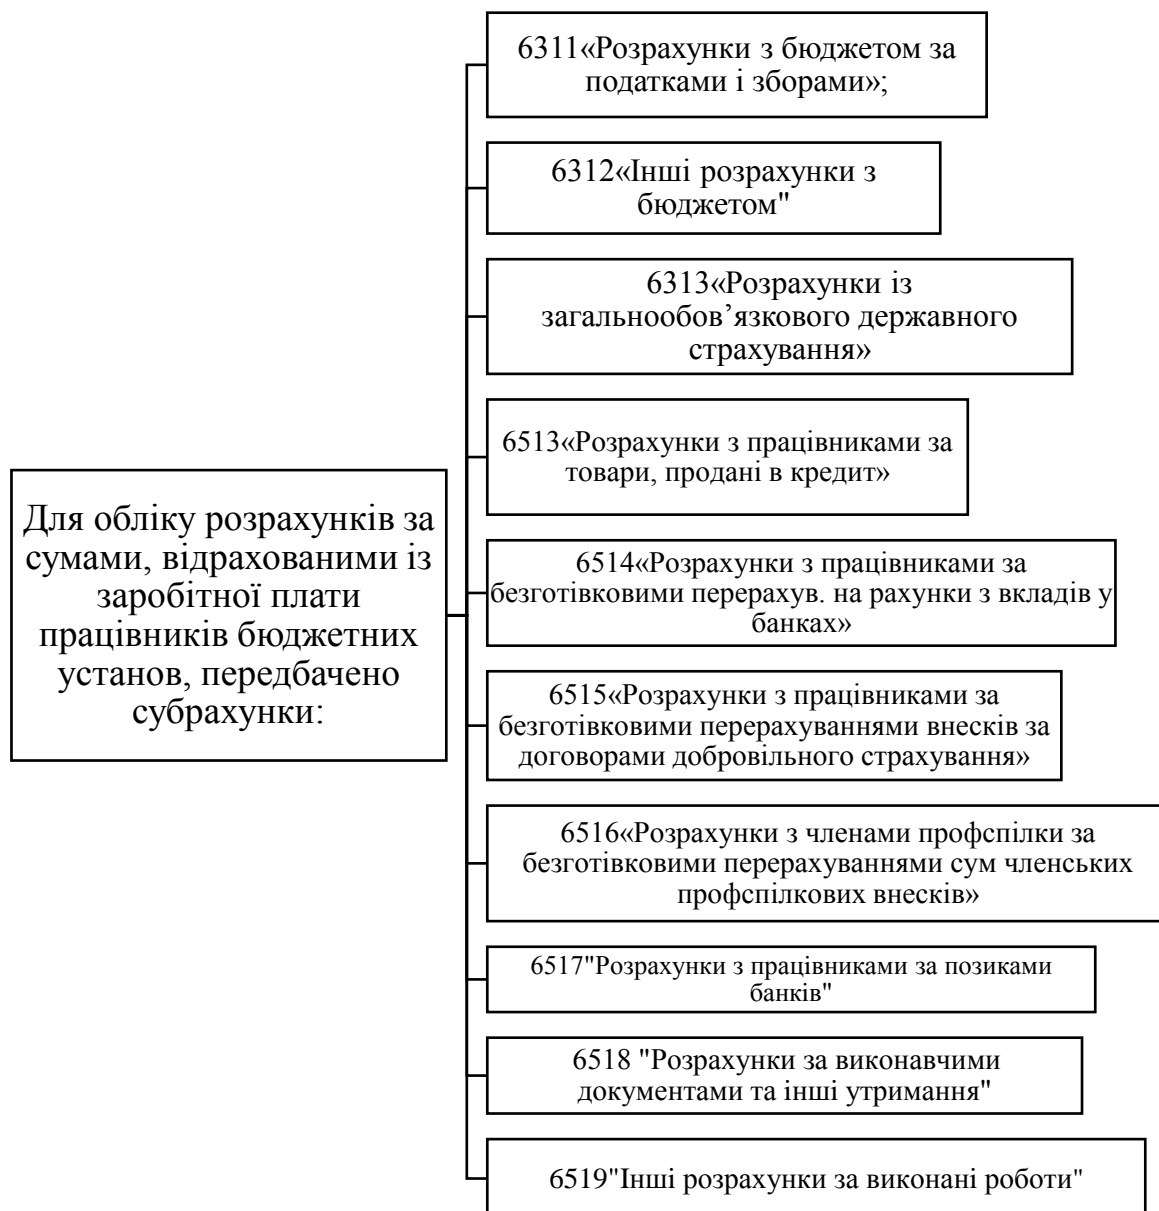 6311«Розрахунки з бюджетом за
податками і зборами»;
6312«Інші розрахунки з
бюджетом"
6313«Розрахунки із
загальнообов’язкового державного
страхування»
6513«Розрахунки з працівниками за
товари, продані в кредит»
Для обліку розрахунків за
сумами, відрахованими із
заробітної плати
працівників бюджетних
установ, передбачено
субрахунки:
6514«Розрахунки з працівниками за
безготівковими перерахув. на рахунки з вкладів у
банках»
6515«Розрахунки з працівниками за
безготівковими перерахуваннями внесків за
договорами добровільного страхування»
6516«Розрахунки з членами профспілки за
безготівковими перерахуваннями сум членських
профспілкових внесків»
6517"Розрахунки з працівниками за позиками
банків"
6518 "Розрахунки за виконавчими
документами та інші утримання"
6519"Інші розрахунки за виконані роботи"